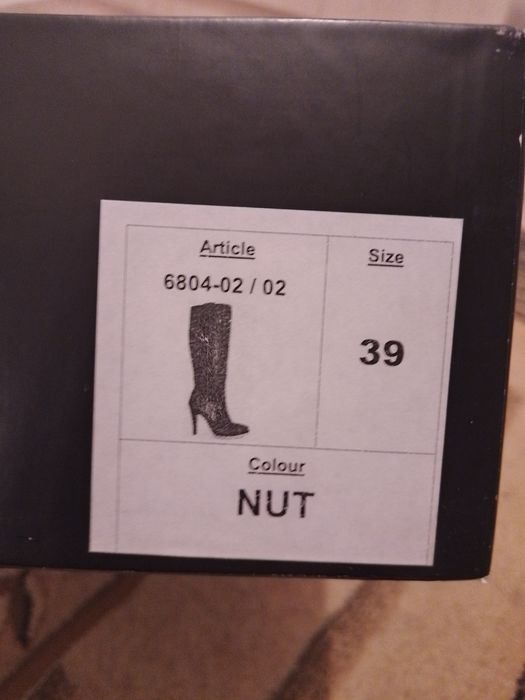 Article
6804-02 / 02
Size
39
Colour
NUT